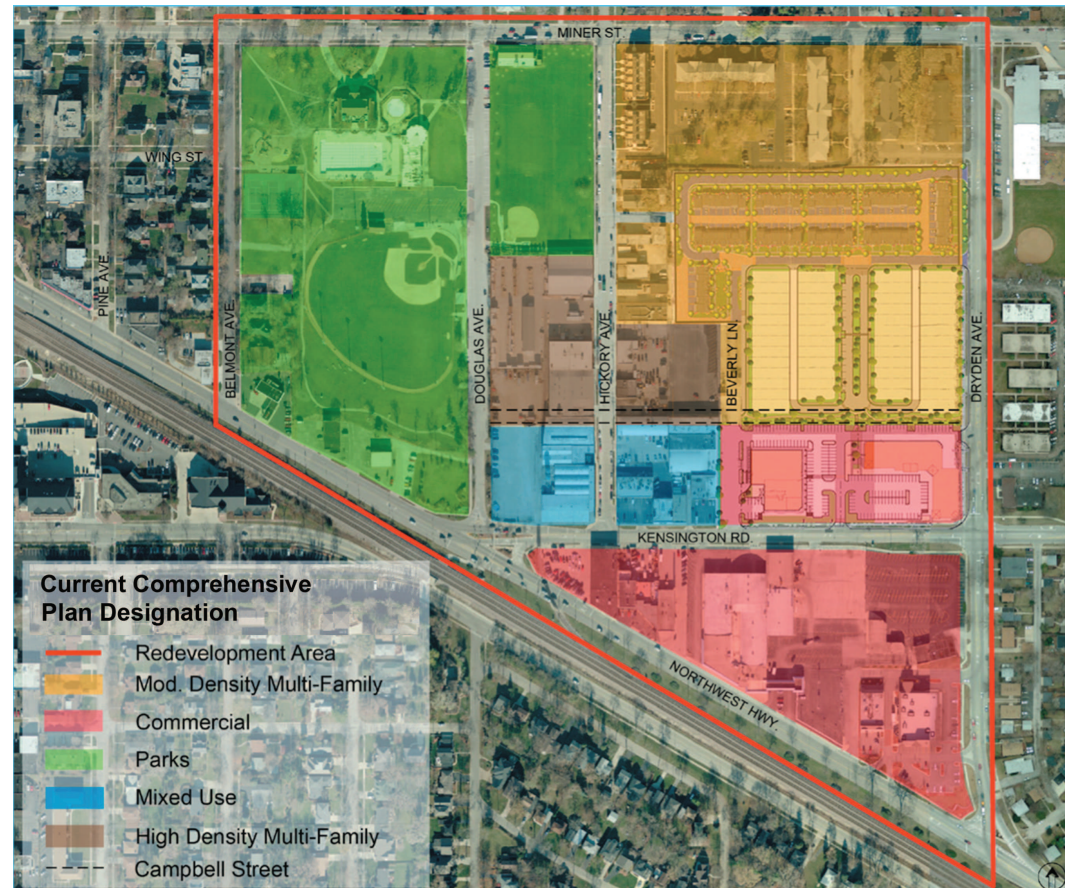 MINER ST.
WING ST.
PINE AVE.
BELMONT AVE.
DOUGLAS AVE.
HICKORY AVE.
BEVERLY LN.
DRYDEN AVE.
KENSINGTON RD.
NORTHWEST HWY.
Current Comprehensive
Plan Designation
Redevelopment Area
Mod. Density Multi-Family
Commercial
Parks
Mixed Use
High Density Multi-Family
Campbell Street